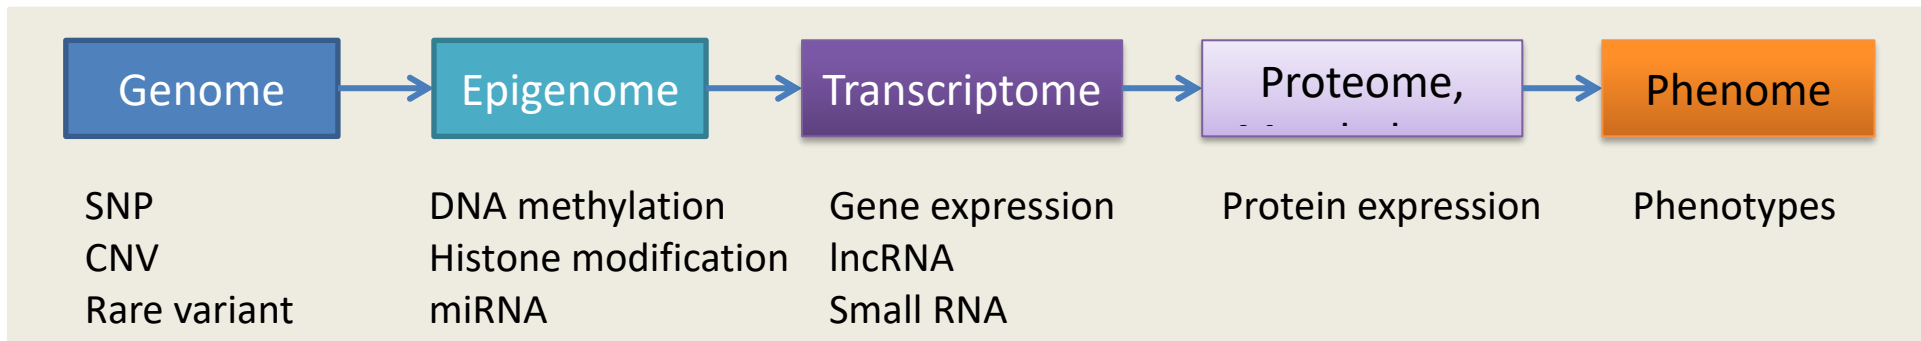 Genome
Epigenome
Transcriptome
Proteome,
Phenome
SNP
CNV
Rare variant
DNA methylation
Histone modification
miRNA
Gene expression
lncRNA
Small RNA
Protein expression
Phenotypes